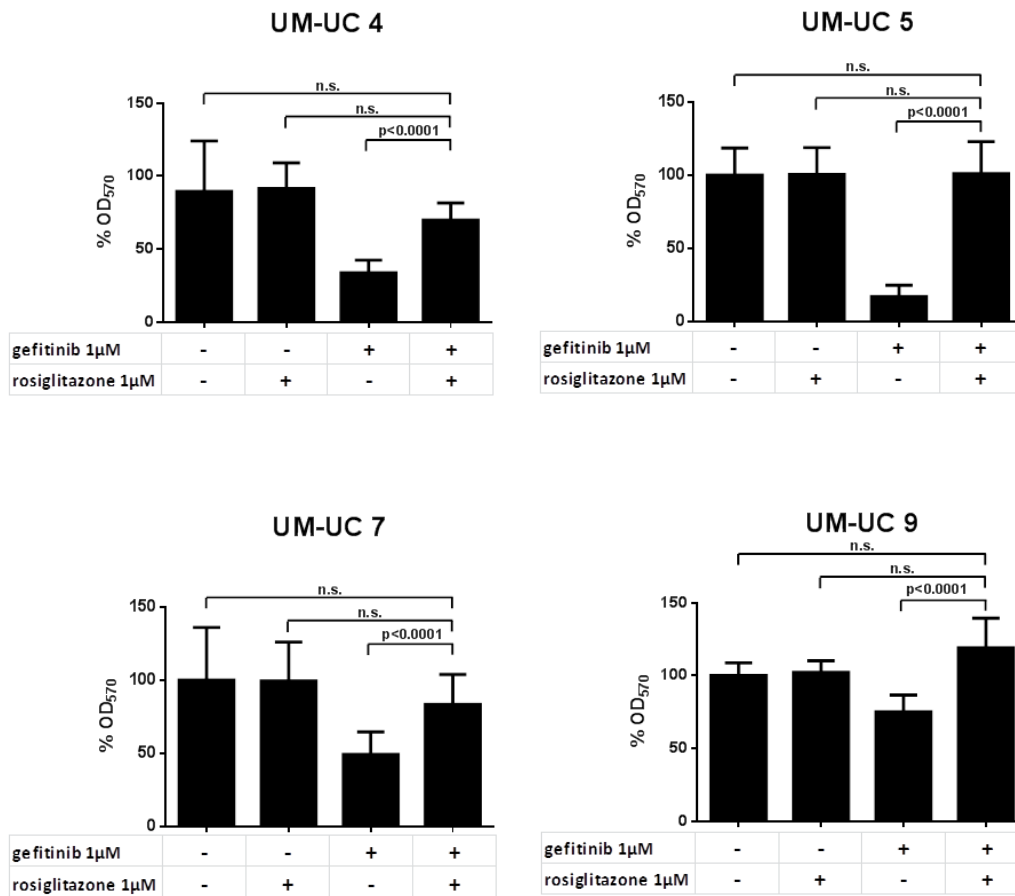 UM-UC 4
n.s.
n.s.
p<0.0001
150
100
50
0
% OD570
gefitinib 1µM - - + +
rosiglitazone 1µM - + - +
UM-UC 5
n.s.
n.s.
p<0.0001
150
100
50
0
% OD570
gefitinib 1µM - - + +
rosiglitazone 1µM - + - +
UM-UC 7
n.s.
n.s.
p<0.0001
150
100
50
0
% OD570
gefitinib 1µM - - + +
rosiglitazone 1µM - + - +
UM-UC 9
n.s.
n.s.
p<0.0001
150
100
50
0
% OD570
gefitinib 1µM - - + +
rosiglitazone 1µM - + - +